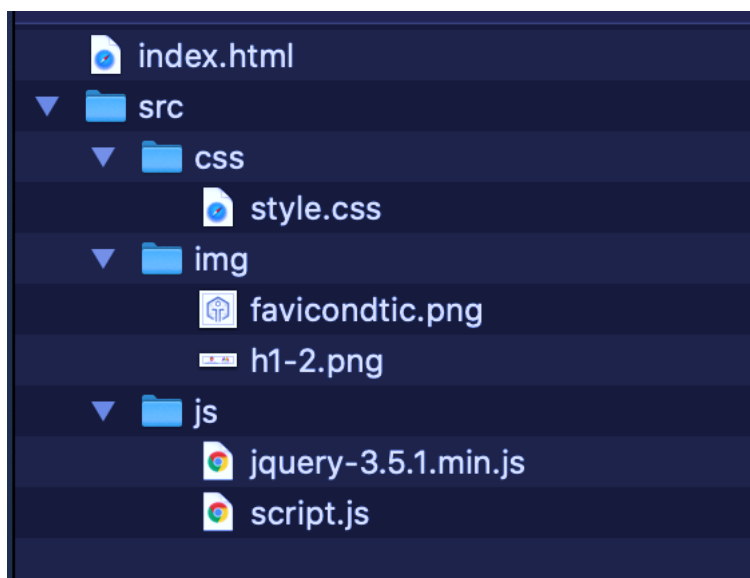 index.html
src
css
style.css
img
favicondtic.png
h1-2.png
js
jquery-3.5.1.min.js
script.js